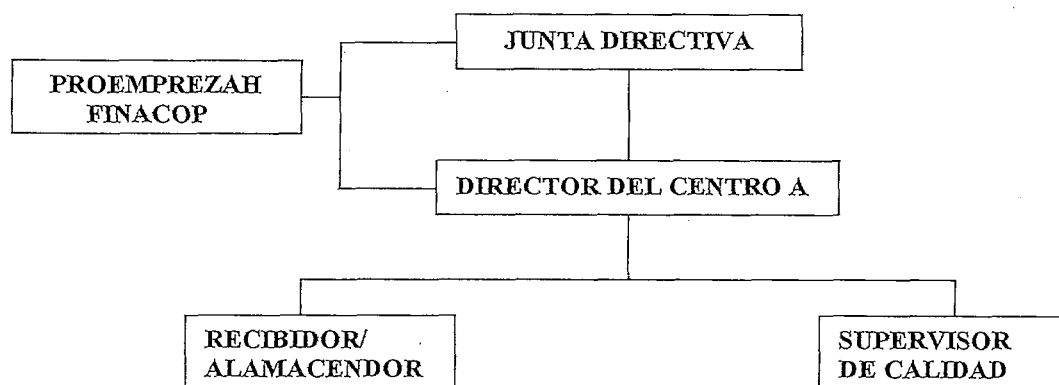 JUNTA DIRECTIVA
PROEMPREZAH
FINACOP
DIRECTOR DEL CENTRO A
RECIBIDOR/
ALAMACENDOR
SUPERVISOR
DE CALIDAD